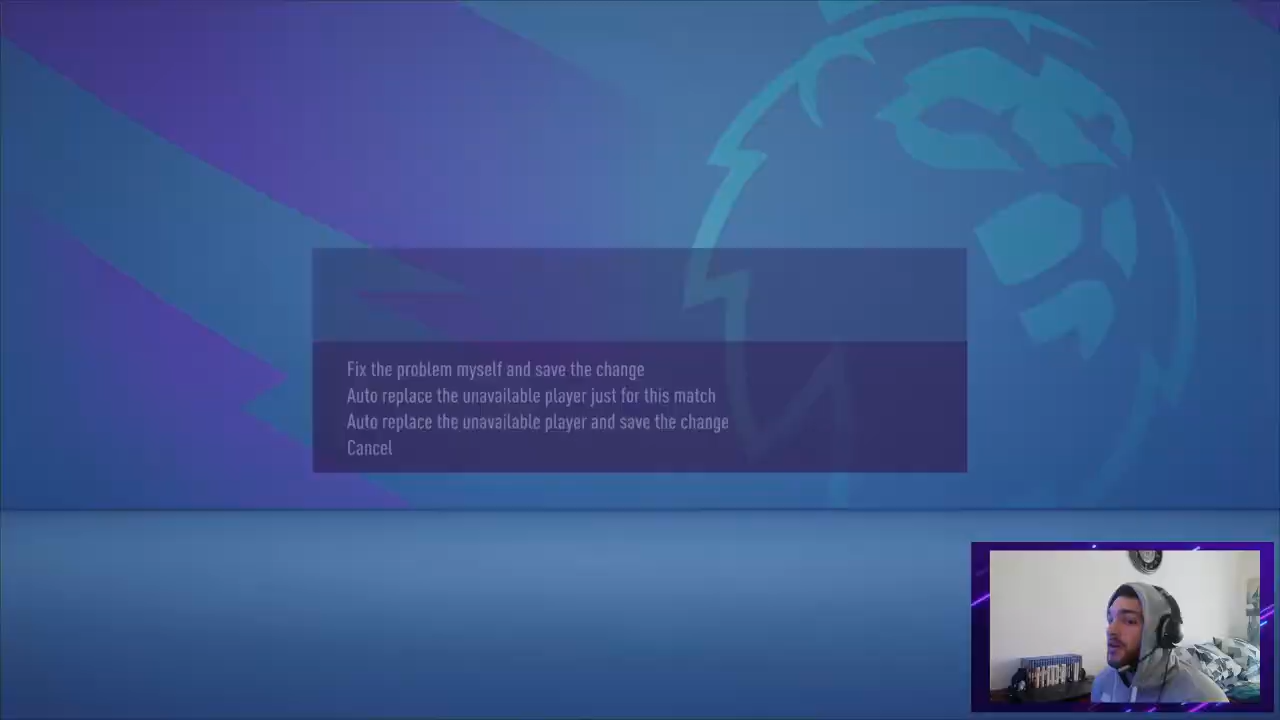 Fix the problem myself and save the change
Auto replace the unavailable player just for this match
Auto replace the unavailable player and save the change
Cancel